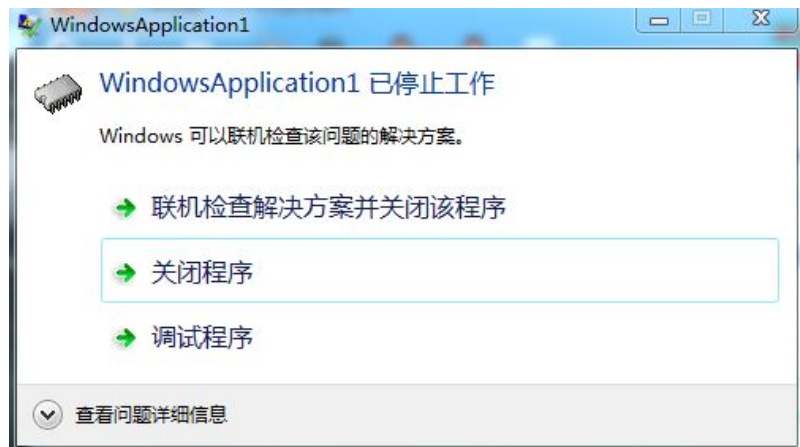 WindowsApplication1
WindowsApplication1 已停止工作
Windows 可以联机检查该问题的解决方案。
联机检查解决方案并关闭该程序
关闭程序
调试程序
查看问题详细信息